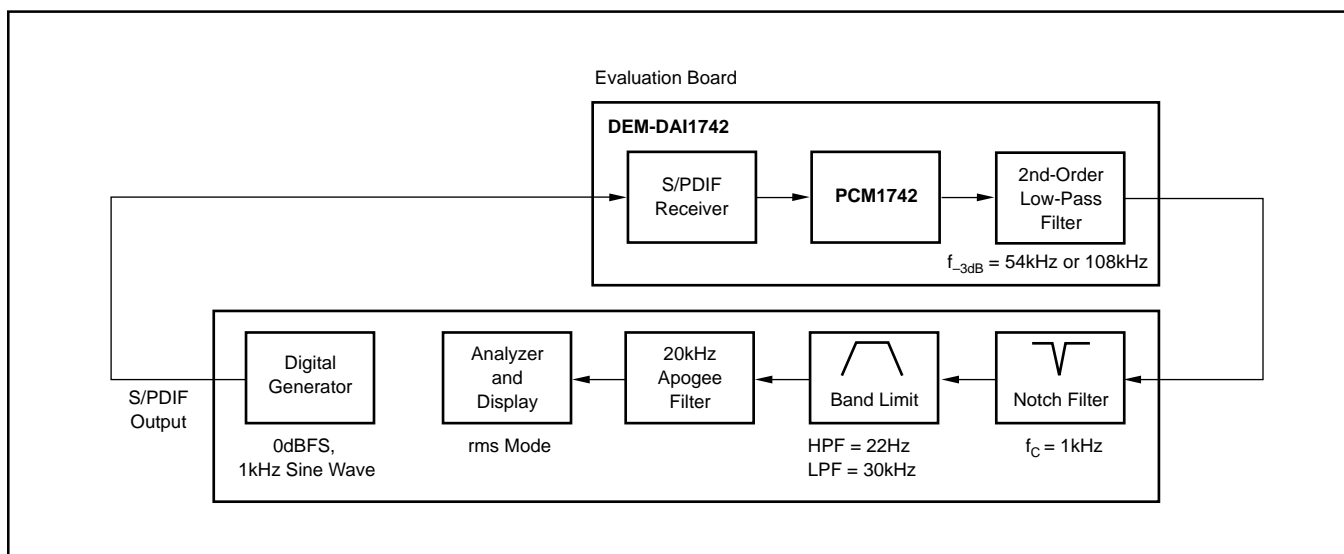 Evaluation Board
DEM-DAI1742
S/PDIF
Receiver
PCM1742
2nd-Order
Low-Pass
Filter
f–3dB = 54kHz or 108kHz
S/PDIF
Output
Digital
Generator
0dBFS,
1kHz Sine Wave
Analyzer
and
Display
rms Mode
20kHz
Apogee
Filter
Band Limit
HPF = 22Hz
LPF = 30kHz
Notch Filter
fC = 1kHz